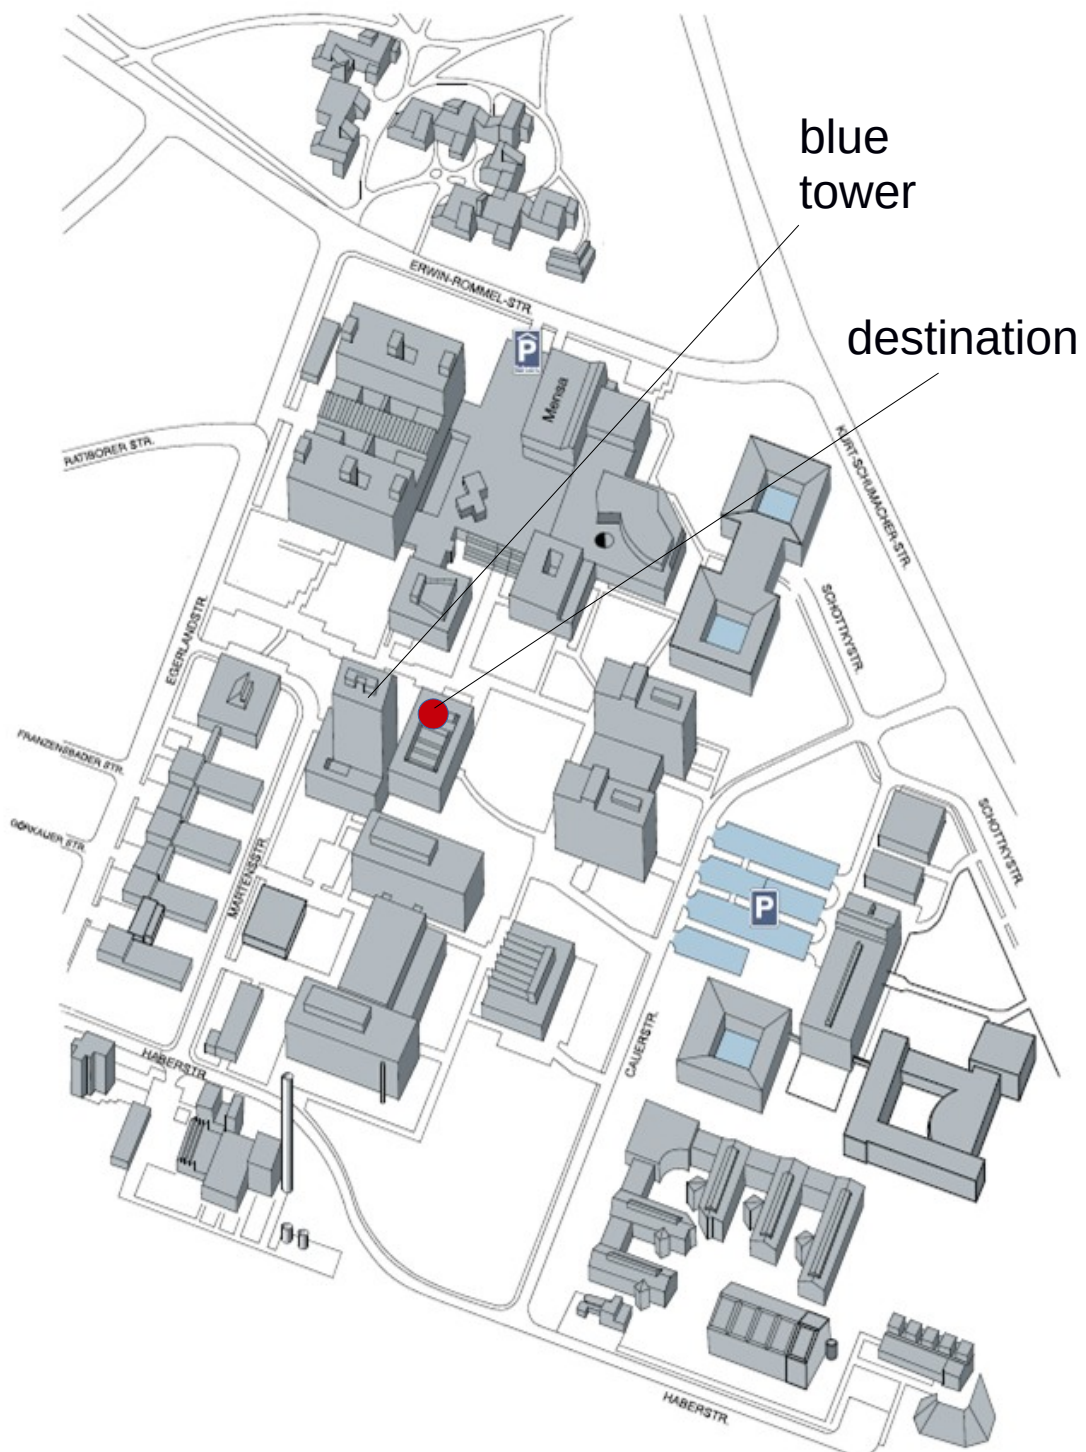 blue
tower
destination
ERWIN-ROMMEL-STR.
P
Mensa
RATIBORER STR.
KURT-SCHUMACHER-STR.
SCHOTTKYSTR.
EGERLANDSTR.
FRANZENSBADER STR.
GÖRKAUER STR.
MARTENSSTR.
SCHOTTKYSTR.
P
CAUERSTR.
HABERSTR.
HABERSTR.